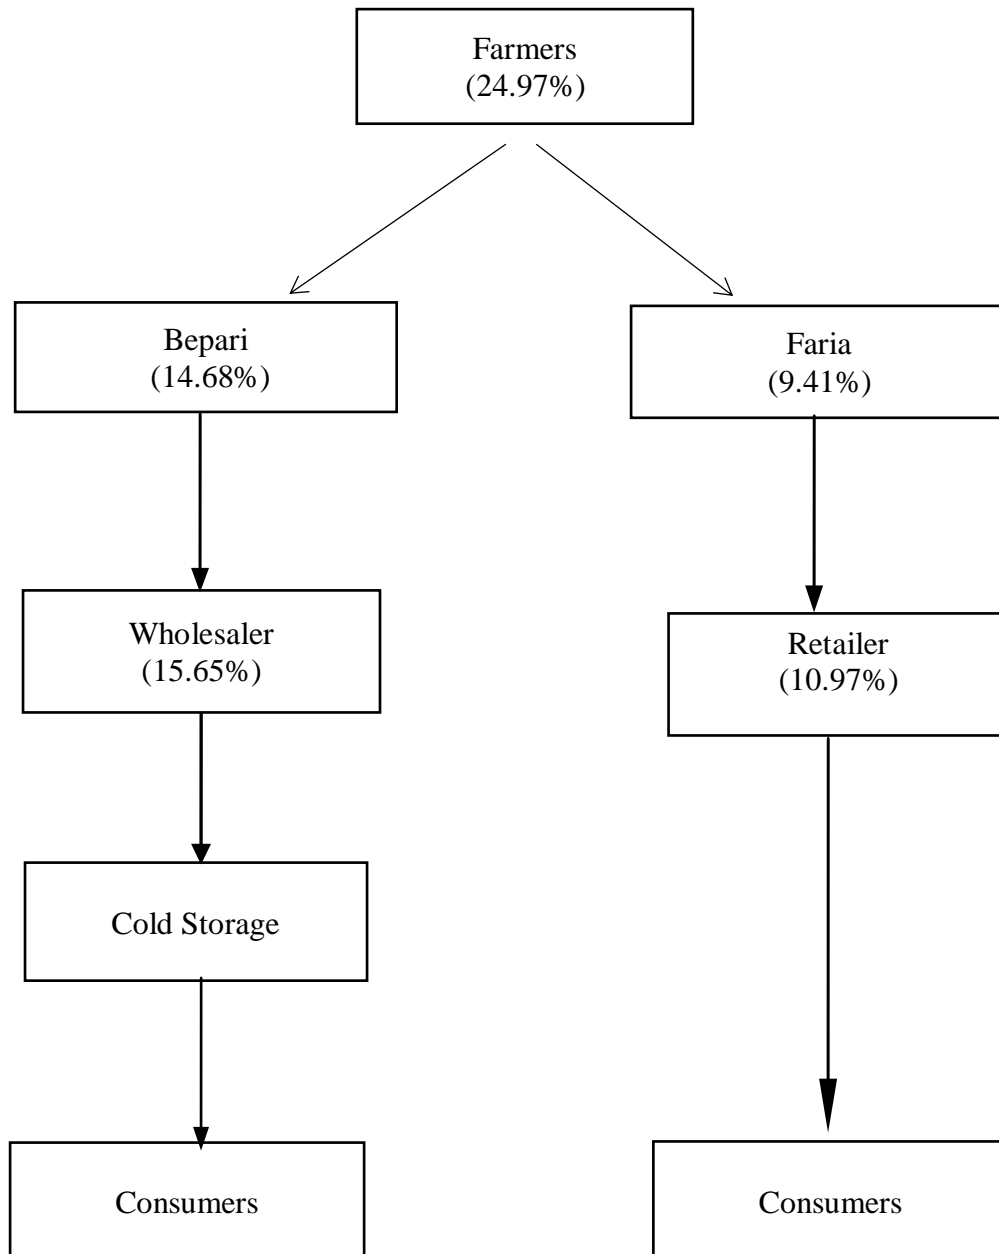 Farmers
(24.97%)
Bepari
(14.68%)
Faria
(9.41%)
Wholesaler
(15.65%)
Retailer
(10.97%)
Cold Storage
Consumers
Consumers